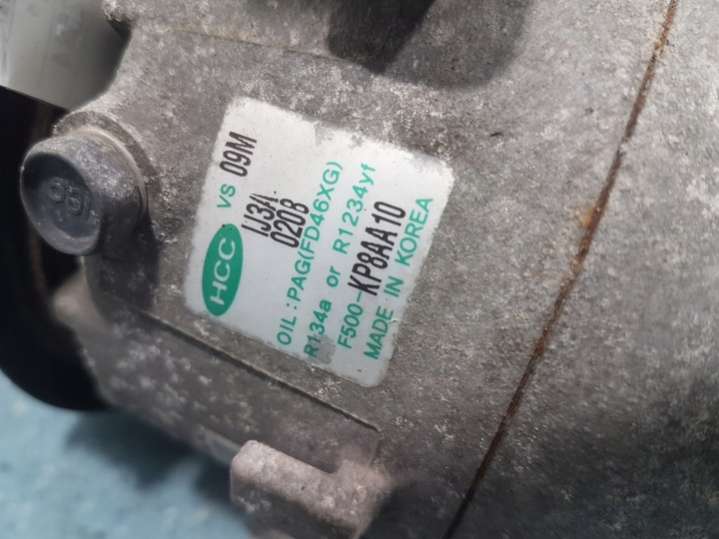 HCC
VS 09M
1J3A
0208
OIL:PAG(FD46XG)
R134a or R1234yf
F500-KP8AA10
MADE IN KOREA